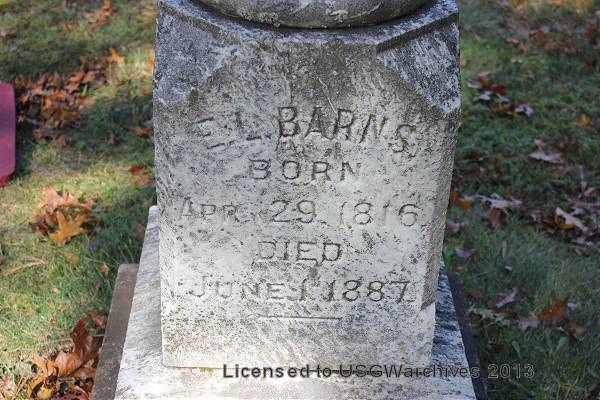 E. L. BARNS.
BORN
APR. 29. 1816
DIED
JUNE 1. 1887.
Licensed to USGWarchives 2013